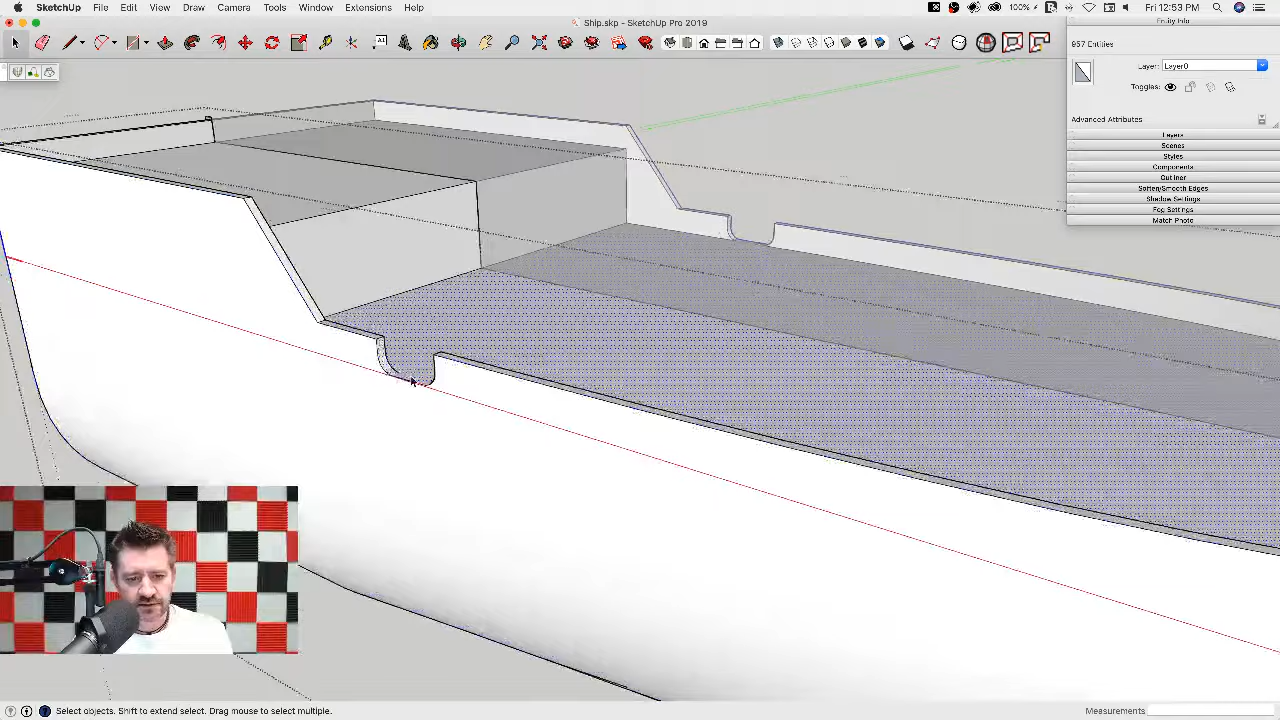 SketchUp File Edit View Draw Camera Tools Window Extensions Help 100% Fri 12:53 PM
Ship.skp - SketchUp Pro 2019
Entity Info
957 Entities
Layer: Layer0
Toggles:
Advanced Attributes
Layers
Scenes
Styles
Components
Outliner
Soften/Smooth Edges
Shadow Settings
Fog Settings
Match Photo
Select objects. Shift to extend select. Drag mouse to select multiple. Measurements